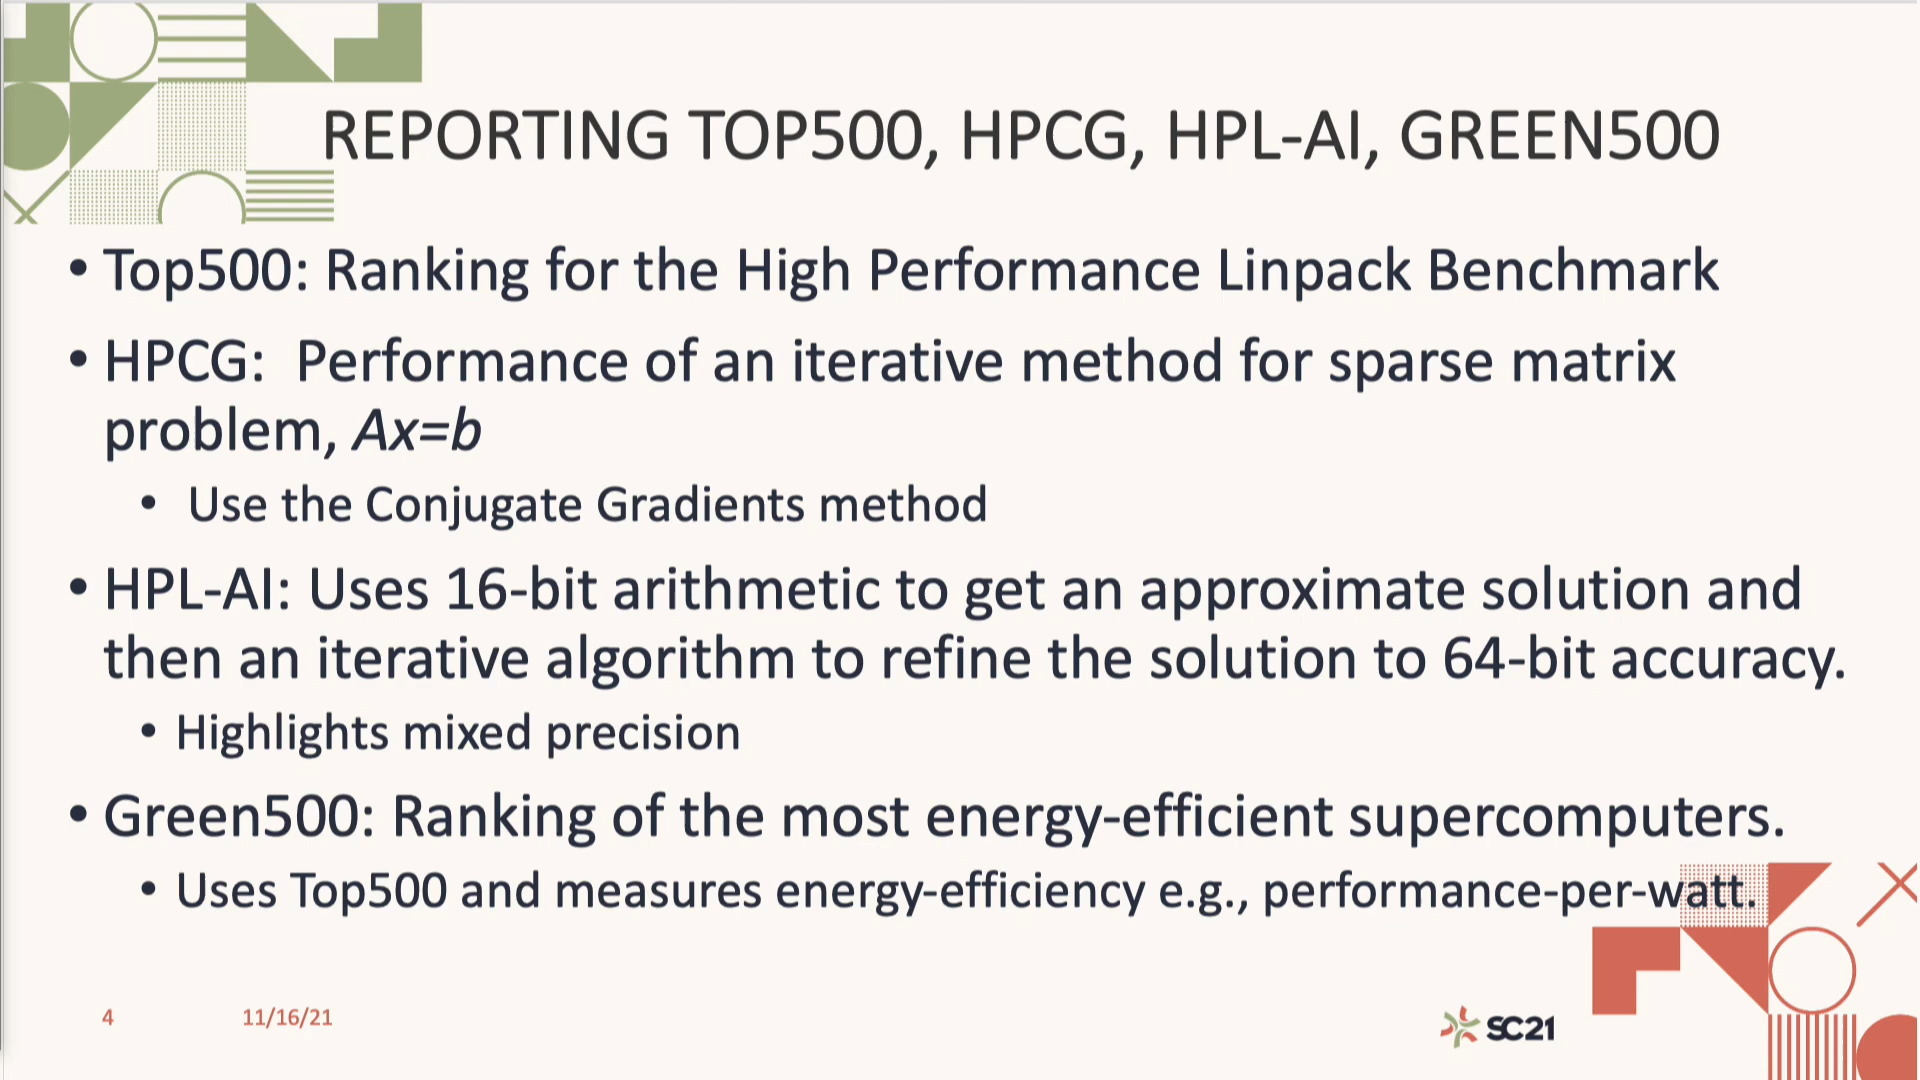 REPORTING TOP500, HPCG, HPL-AI, GREEN500
• Top500: Ranking for the High Performance Linpack Benchmark
• HPCG:  Performance of an iterative method for sparse matrix
problem, Ax=b
• Use the Conjugate Gradients method
• HPL-AI: Uses 16-bit arithmetic to get an approximate solution and
then an iterative algorithm to refine the solution to 64-bit accuracy.
• Highlights mixed precision
• Green500: Ranking of the most energy-efficient supercomputers.
• Uses Top500 and measures energy-efficiency e.g., performance-per-watt.
4 11/16/21
SC21